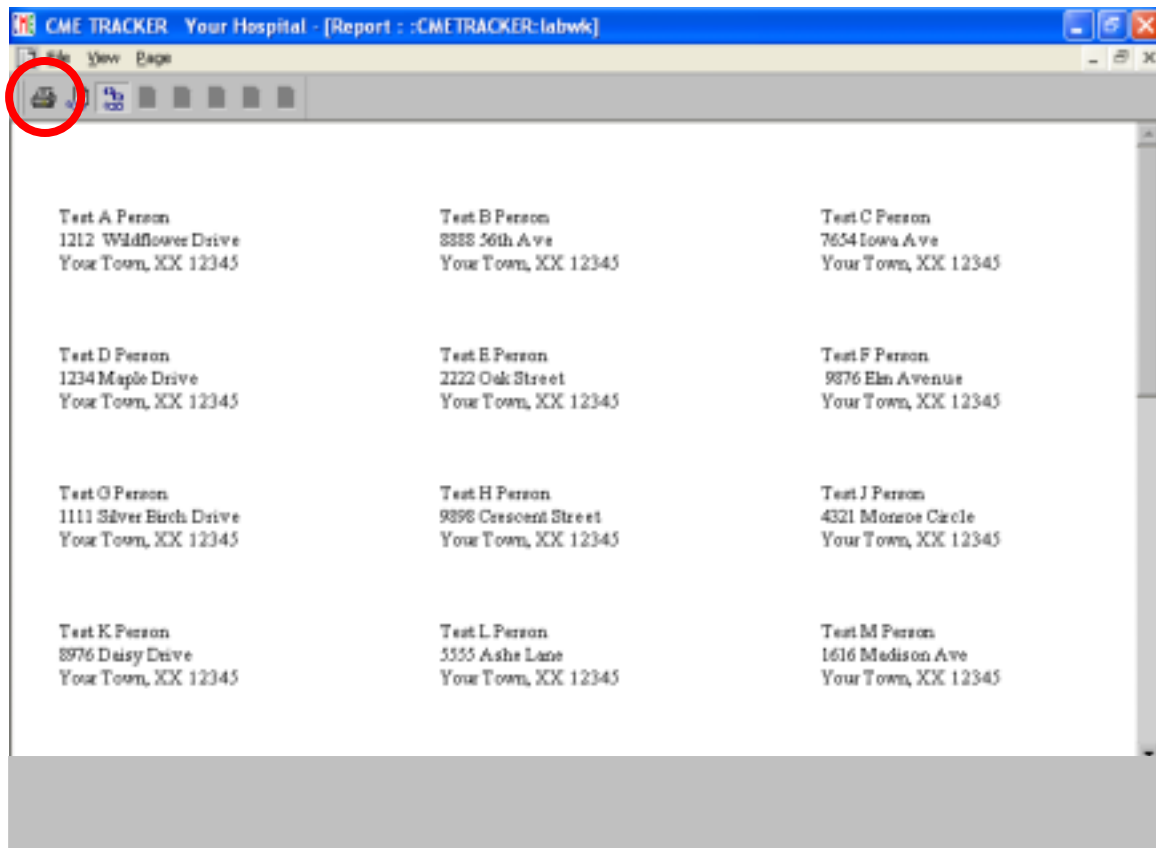 CME TRACKER Your Hospital - [Report : :CMETRACKER:labwk]
File View Page
Test A Person
1212 Wildflower Drive
Your Town, XX 12345
Test B Person
8888 56th Ave
Your Town, XX 12345
Test C Person
7654 Iowa Ave
Your Town, XX 12345
Test D Person
1234 Maple Drive
Your Town, XX 12345
Test E Person
2222 Oak Street
Your Town, XX 12345
Test F Person
9876 Elm Avenue
Your Town, XX 12345
Test G Person
1111 Silver Birch Drive
Your Town, XX 12345
Test H Person
9898 Crescent Street
Your Town, XX 12345
Test J Person
4321 Monroe Circle
Your Town, XX 12345
Test K Person
8976 Daisy Drive
Your Town, XX 12345
Test L Person
5555 Ashe Lane
Your Town, XX 12345
Test M Person
1616 Madison Ave
Your Town, XX 12345